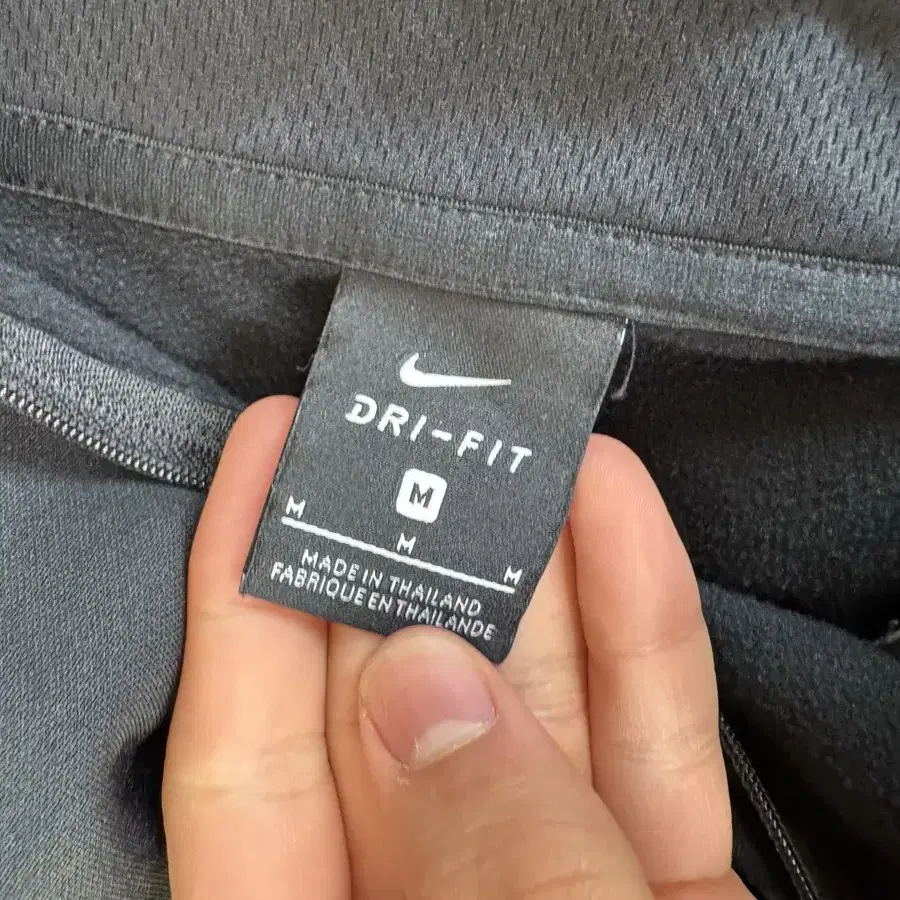 DRI-FIT
M
M M M
MADE IN THAILAND
FABRIQUE EN THAILANDE